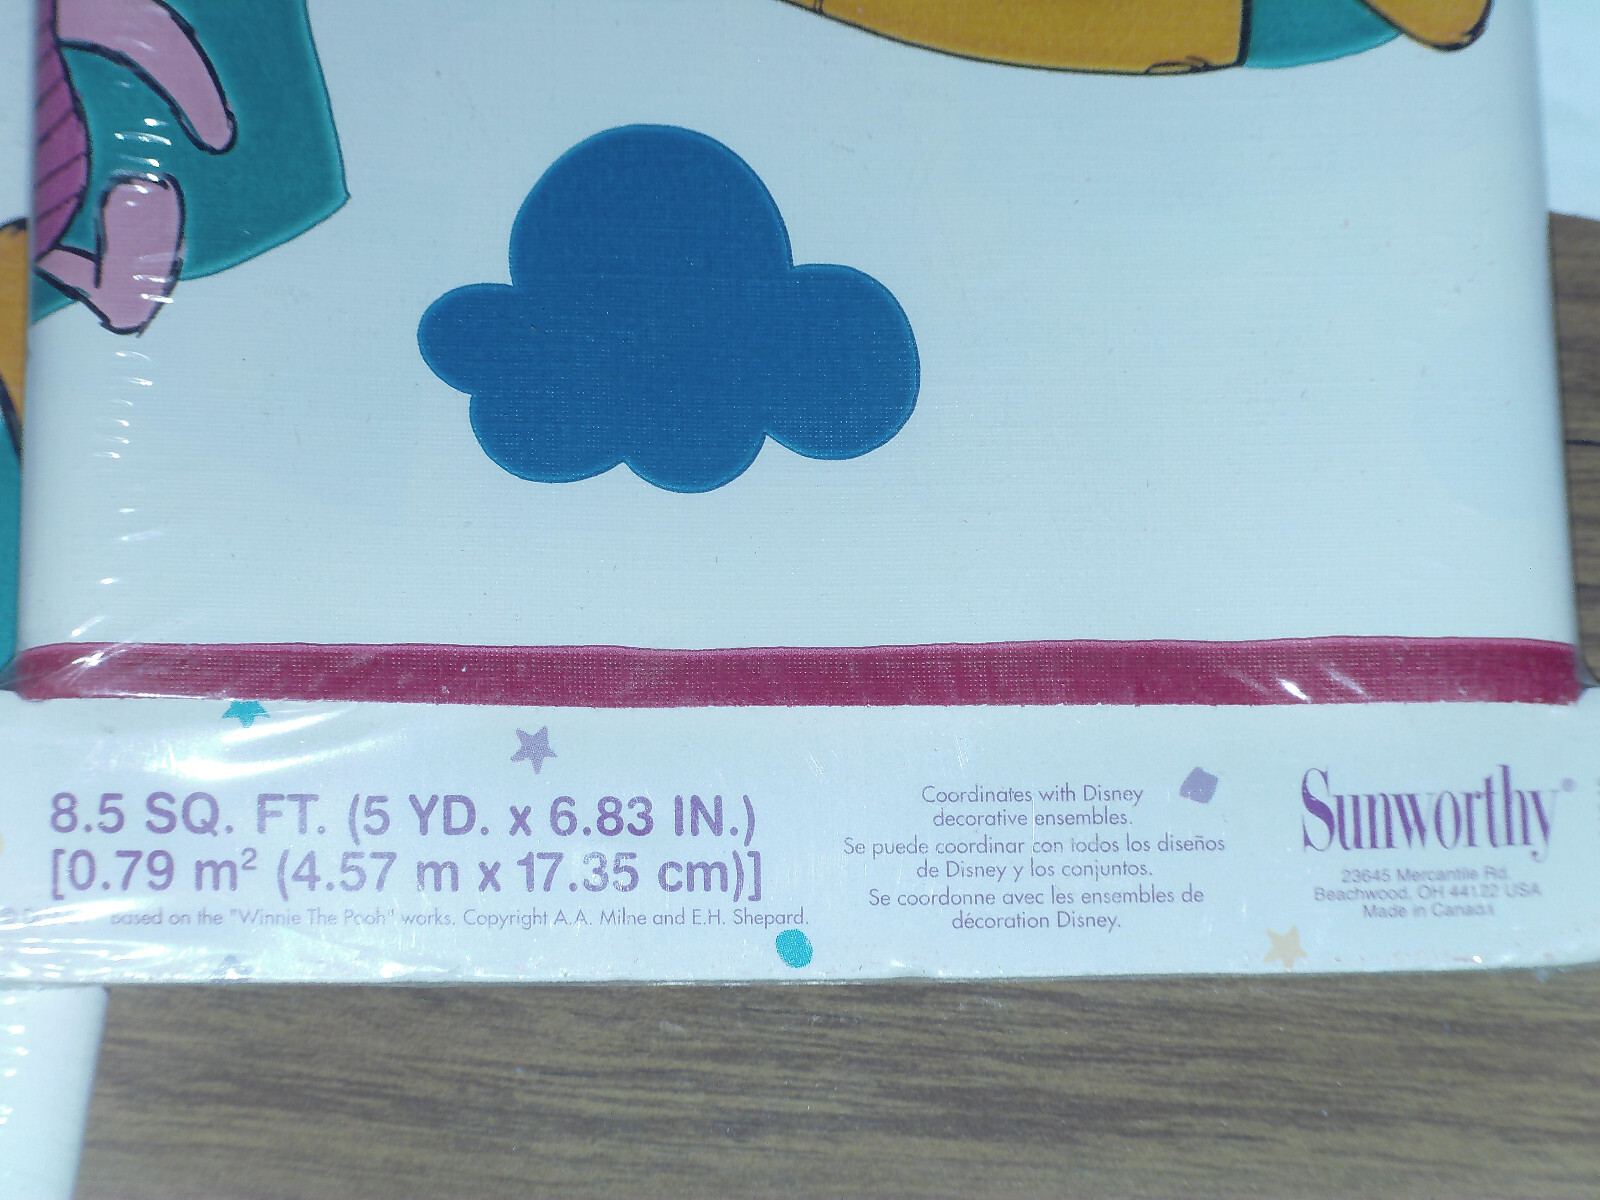 8.5 SQ. FT. (5 YD. x 6.83 IN.)
[0.79 m² (4.57 m x 17.35 cm)]
Based on the "Winnie The Pooh" works. Copyright A.A. Milne and E.H. Shepard.
Coordinates with Disney
decorative ensembles.
Se puede coordinar con todos los diseños
de Disney y los conjuntos.
Se coordonne avec les ensembles de
décoration Disney.
Sunworthy®
23645 Mercantile Rd.
Beachwood, OH 44122 USA
Made in Canada